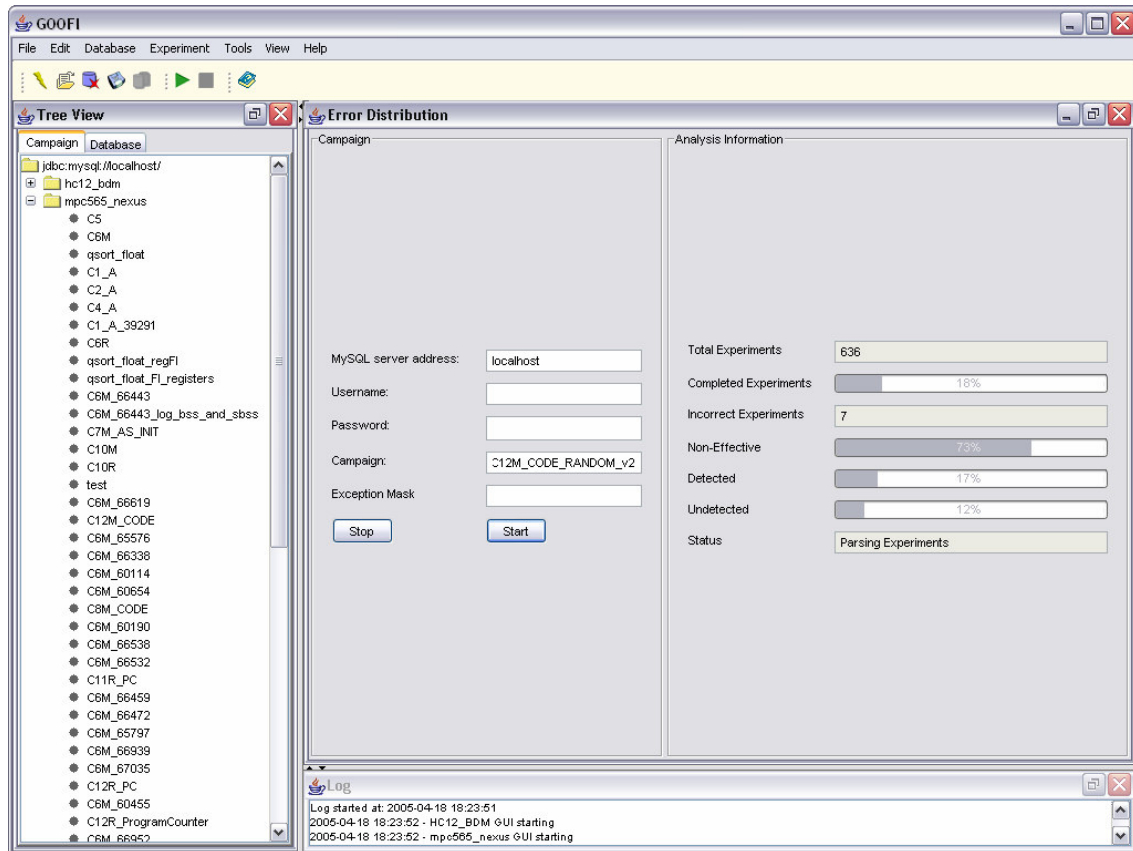 GOOFI
File Edit Database Experiment Tools View Help
Tree View
Campaign Database
jdbc:mysql://localhost/
hc12_bdm
mpc565_nexus
C5
C6M
qsort_float
C1_A
C2_A
C4_A
C1_A_39291
C6R
qsort_float_regFI
qsort_float_FI_registers
C6M_66443
C6M_66443_log_bss_and_sbss
C7M_AS_INIT
C10M
C10R
test
C6M_66619
C12M_CODE
C6M_65576
C6M_66338
C6M_60114
C6M_60654
C8M_CODE
C6M_60190
C6M_66538
C6M_66532
C11R_PC
C6M_66459
C6M_66472
C6M_65797
C6M_66939
C6M_67035
C12R_PC
C6M_60455
C12R_ProgramCounter
C6M_66952
Error Distribution
Campaign
MySQL server address: localhost
Username:
Password:
Campaign: C12M_CODE_RANDOM_v2
Exception Mask
Stop Start
Analysis Information
Total Experiments 636
Completed Experiments 18%
Incorrect Experiments 7
Non-Effective 73%
Detected 17%
Undetected 12%
Status Parsing Experiments
Log
Log started at: 2005-04-18 18:23:51
2005-04-18 18:23:52 - HC12_BDM GUI starting
2005-04-18 18:23:52 - mpc565_nexus GUI starting